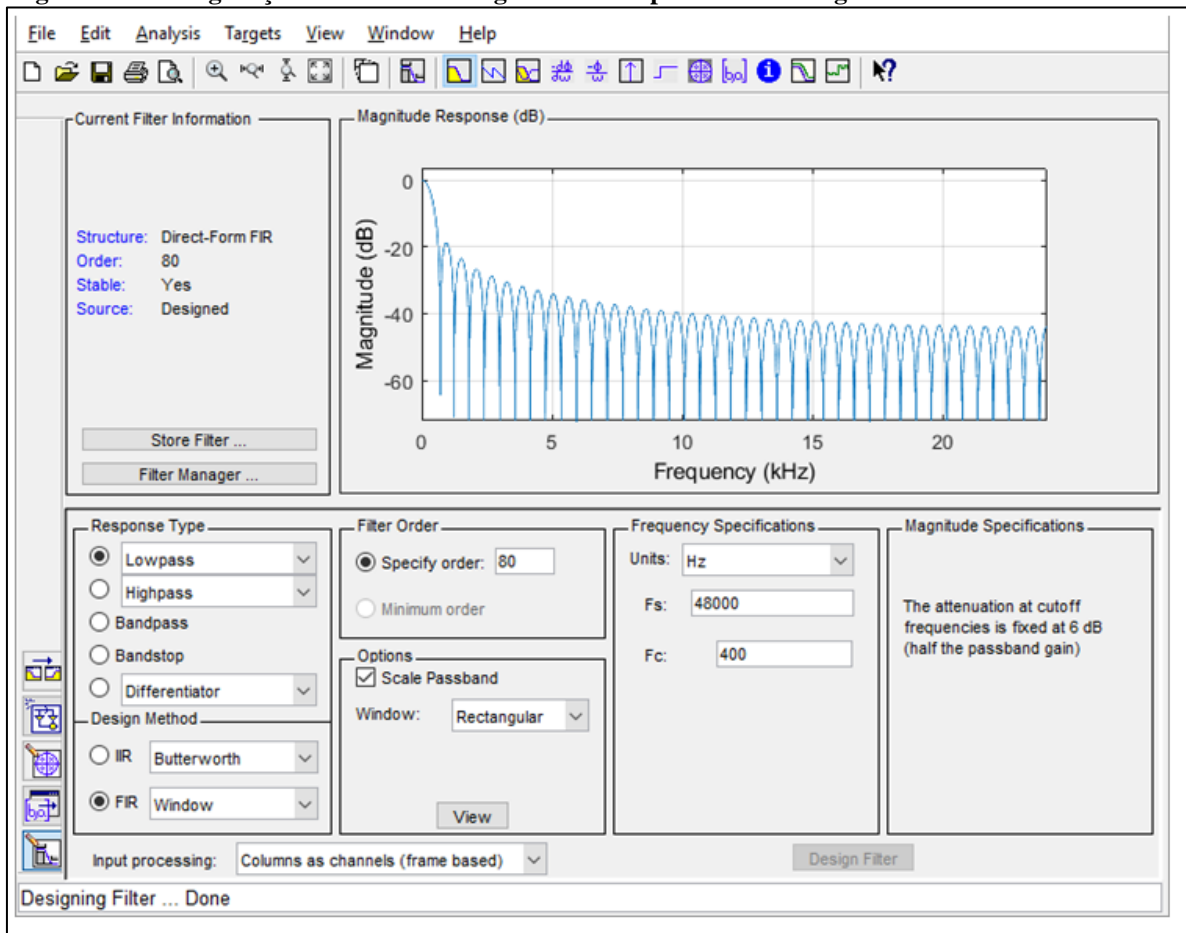 File Edit Analysis Targets View Window Help
Current Filter Information
Structure: Direct-Form FIR
Order: 80
Stable: Yes
Source: Designed
Store Filter ...
Filter Manager ...
Magnitude Response (dB)
Magnitude (dB)
0
-20
-40
-60
0 5 10 15 20
Frequency (kHz)
Response Type
Lowpass
Highpass
Bandpass
Bandstop
Differentiator
Design Method
IIR Butterworth
FIR Window
Filter Order
Specify order: 80
Minimum order
Options
Scale Passband
Window: Rectangular
View
Frequency Specifications
Units: Hz
Fs: 48000
Fc: 400
Magnitude Specifications
The attenuation at cutoff
frequencies is fixed at 6 dB
(half the passband gain)
Input processing: Columns as channels (frame based)
Design Filter
Designing Filter ... Done